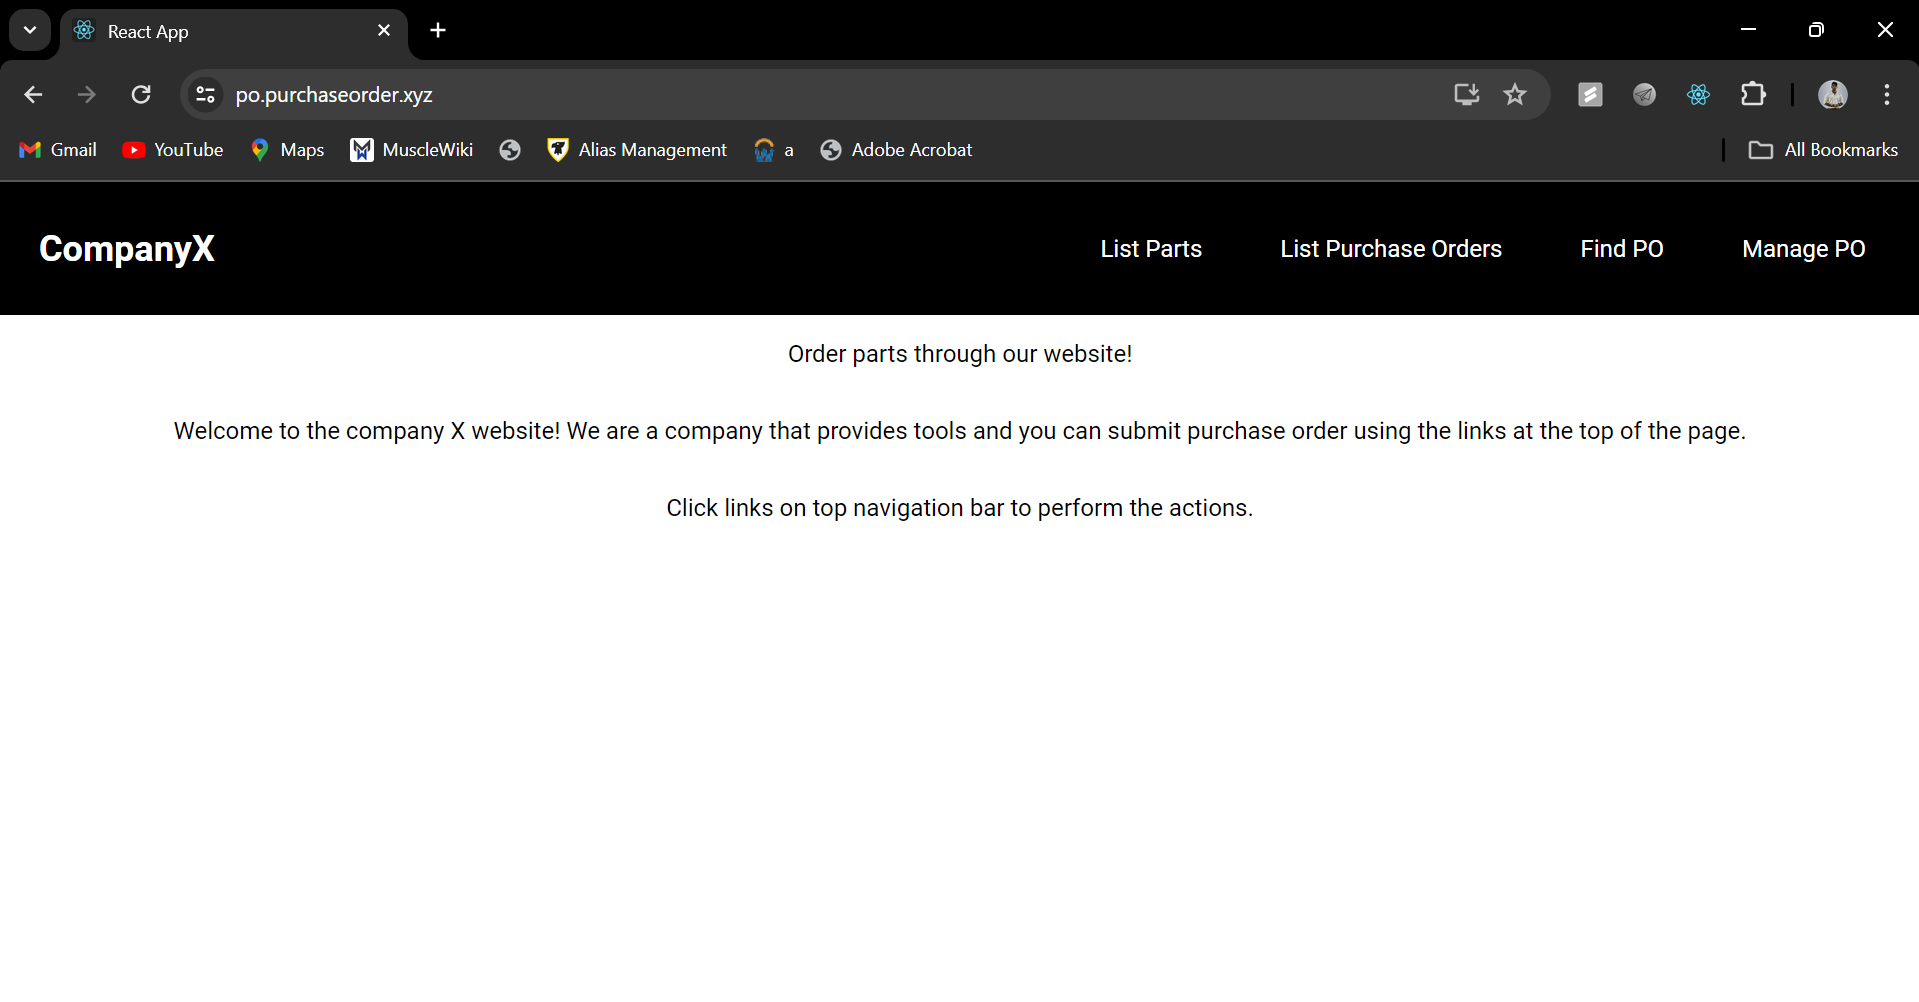 React App
po.purchaseorder.xyz
Gmail YouTube Maps MuscleWiki Alias Management a Adobe Acrobat All Bookmarks
CompanyX List Parts List Purchase Orders Find PO Manage PO
Order parts through our website!
Welcome to the company X website! We are a company that provides tools and you can submit purchase order using the links at the top of the page.
Click links on top navigation bar to perform the actions.